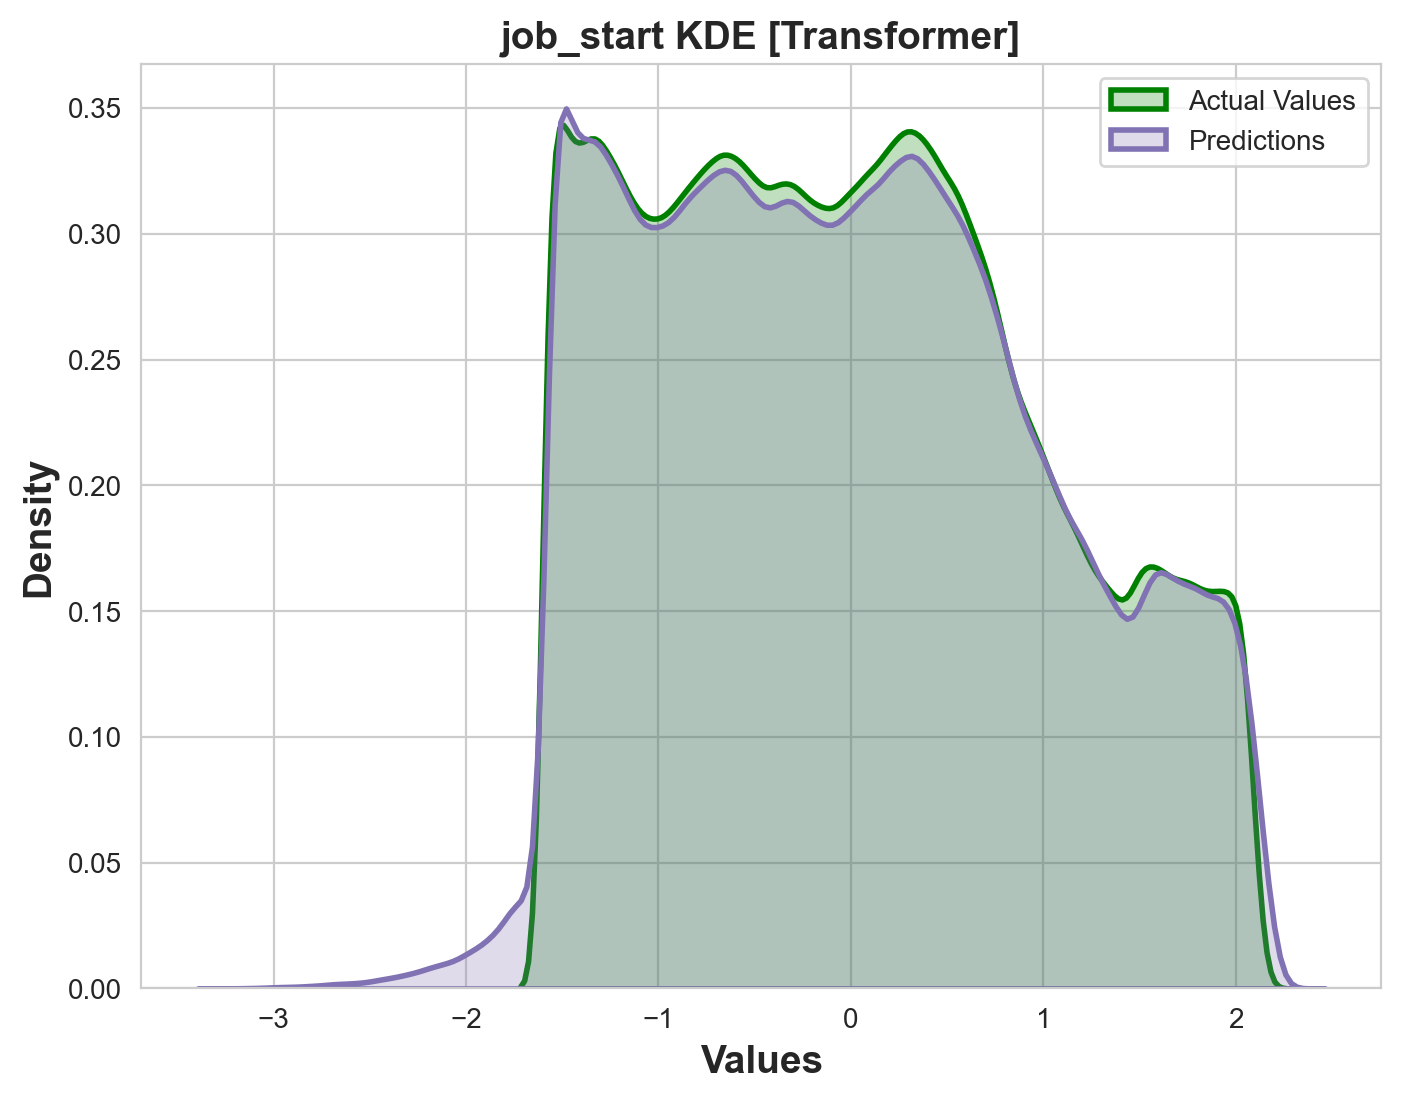 job_start KDE [Transformer]
Actual Values
Predictions
Density
0.35
0.30
0.25
0.20
0.15
0.10
0.05
0.00
−3
−2
−1
0
1
2
Values